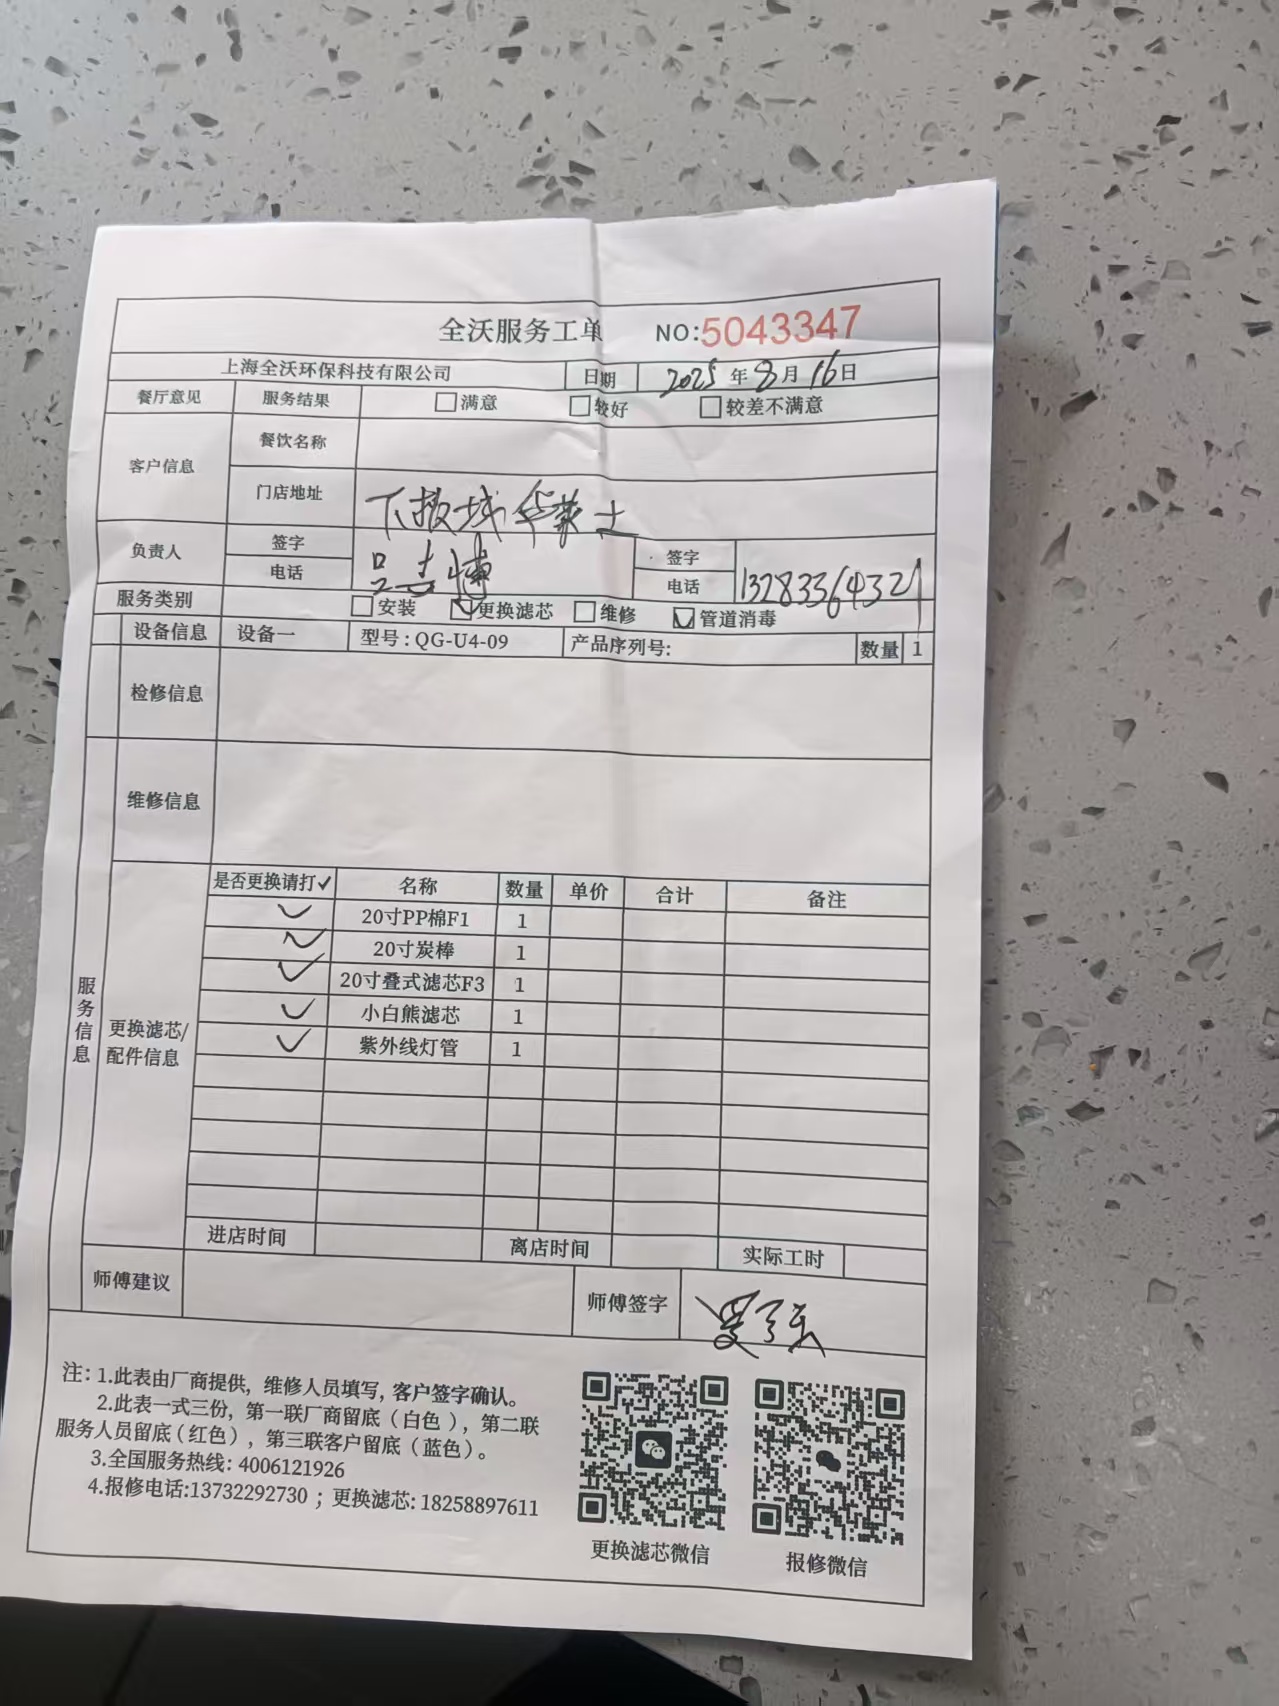 全沃服务工单 NO:5043347
上海全沃环保科技有限公司 日期 2025年8月16日
餐厅意见 服务结果 满意 较好 较差不满意
客户信息 餐饮名称
门店地址 下撒城华莱士
负责人 签字 吕志博 签字
电话 电话 13283364321
服务类别 安装 更换滤芯 维修 管道消毒
设备信息 设备一 型号:QG-U4-09 产品序列号: 数量 1
检修信息
维修信息
服务信息
更换滤芯/
配件信息
是否更换请打✓ 名称 数量 单价 合计 备注
✓ 20寸PP棉F1 1
✓ 20寸炭棒 1
✓ 20寸叠式滤芯F3 1
✓ 小白熊滤芯 1
✓ 紫外线灯管 1
进店时间 离店时间 实际工时
师傅建议 师傅签字
注:1.此表由厂商提供,维修人员填写,客户签字确认。
2.此表一式三份,第一联厂商留底(白色),第二联
服务人员留底(红色),第三联客户留底(蓝色)。
3.全国服务热线:4006121926
4.报修电话:13732292730;更换滤芯:18258897611
更换滤芯微信 报修微信